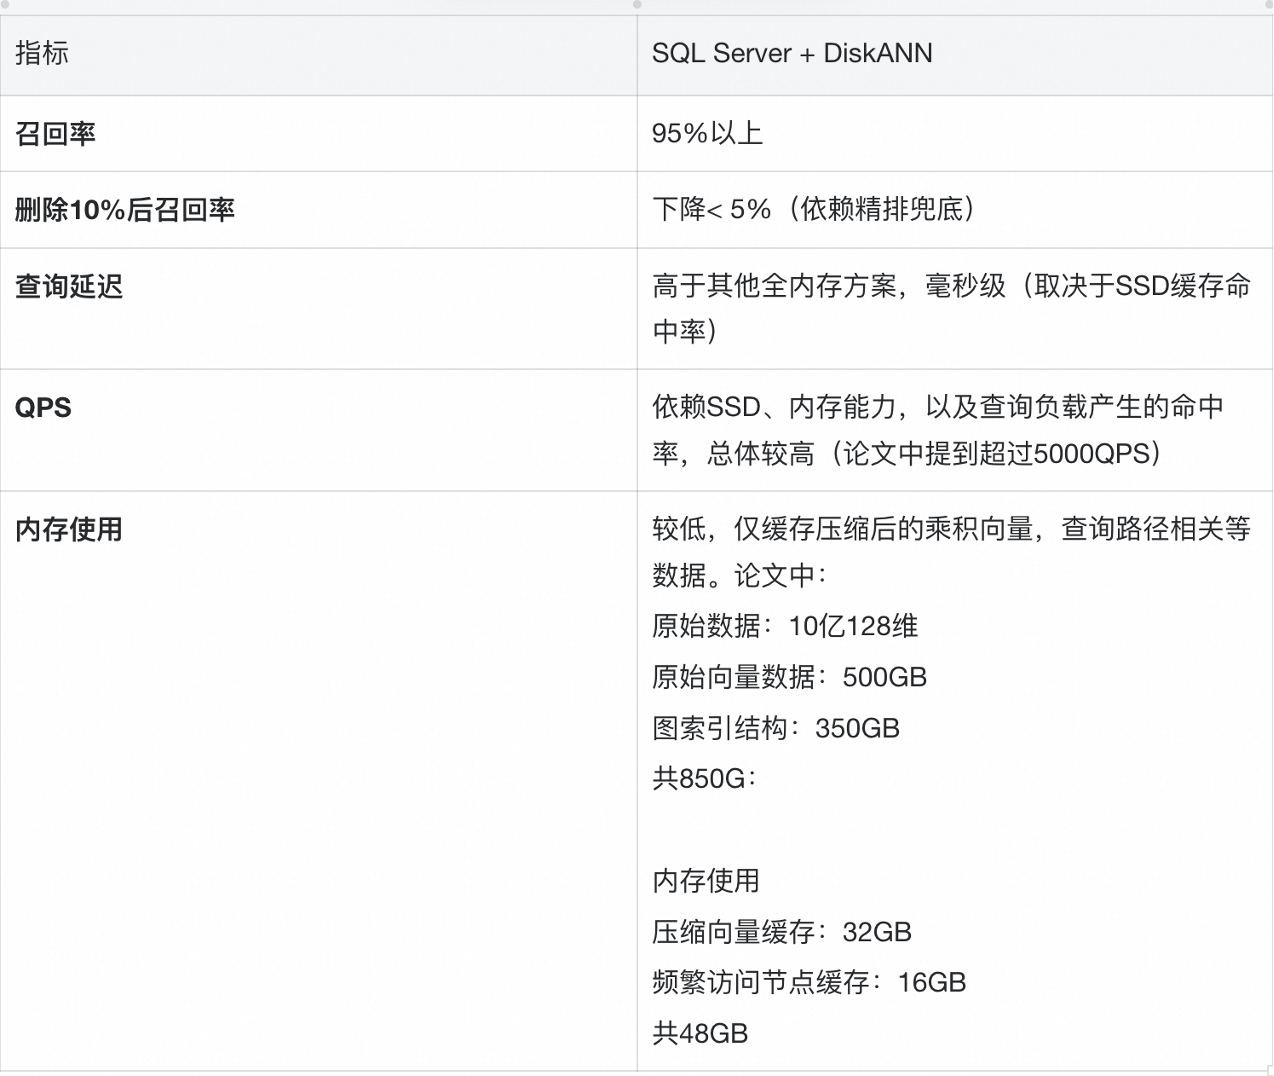 指标
SQL Server + DiskANN
召回率
95%以上
删除10%后召回率
下降< 5%（依赖精排兜底）
查询延迟
高于其他全内存方案，毫秒级（取决于SSD缓存命
中率）
QPS
依赖SSD、内存能力，以及查询负载产生的命中
率，总体较高（论文中提到超过5000QPS）
内存使用
较低，仅缓存压缩后的乘积向量，查询路径相关等
数据。论文中：
原始数据：10亿128维
原始向量数据：500GB
图索引结构：350GB
共850G：
内存使用
压缩向量缓存：32GB
频繁访问节点缓存：16GB
共48GB